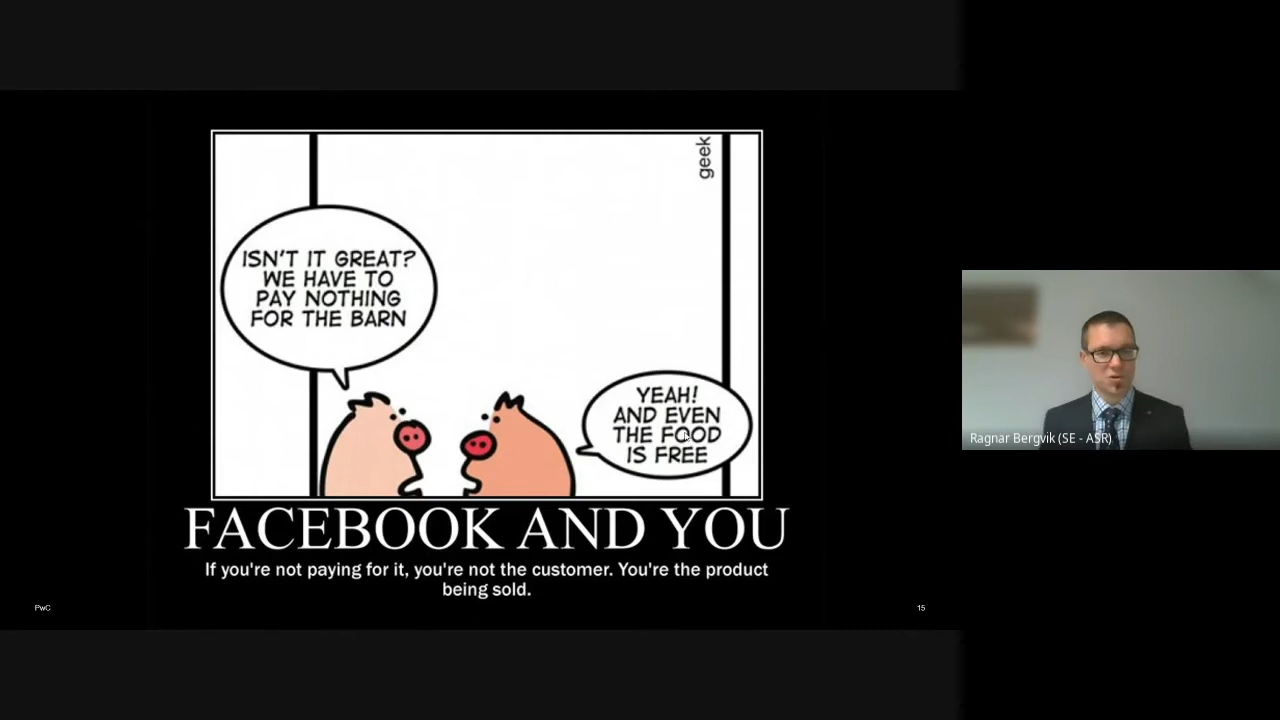 geek
ISN'T IT GREAT?
WE HAVE TO
PAY NOTHING
FOR THE BARN
YEAH!
AND EVEN
THE FOOD
IS FREE
FACEBOOK AND YOU
If you're not paying for it, you're not the customer. You're the product
being sold.
PwC
15
Ragnar Bergvik (SE - ASR)